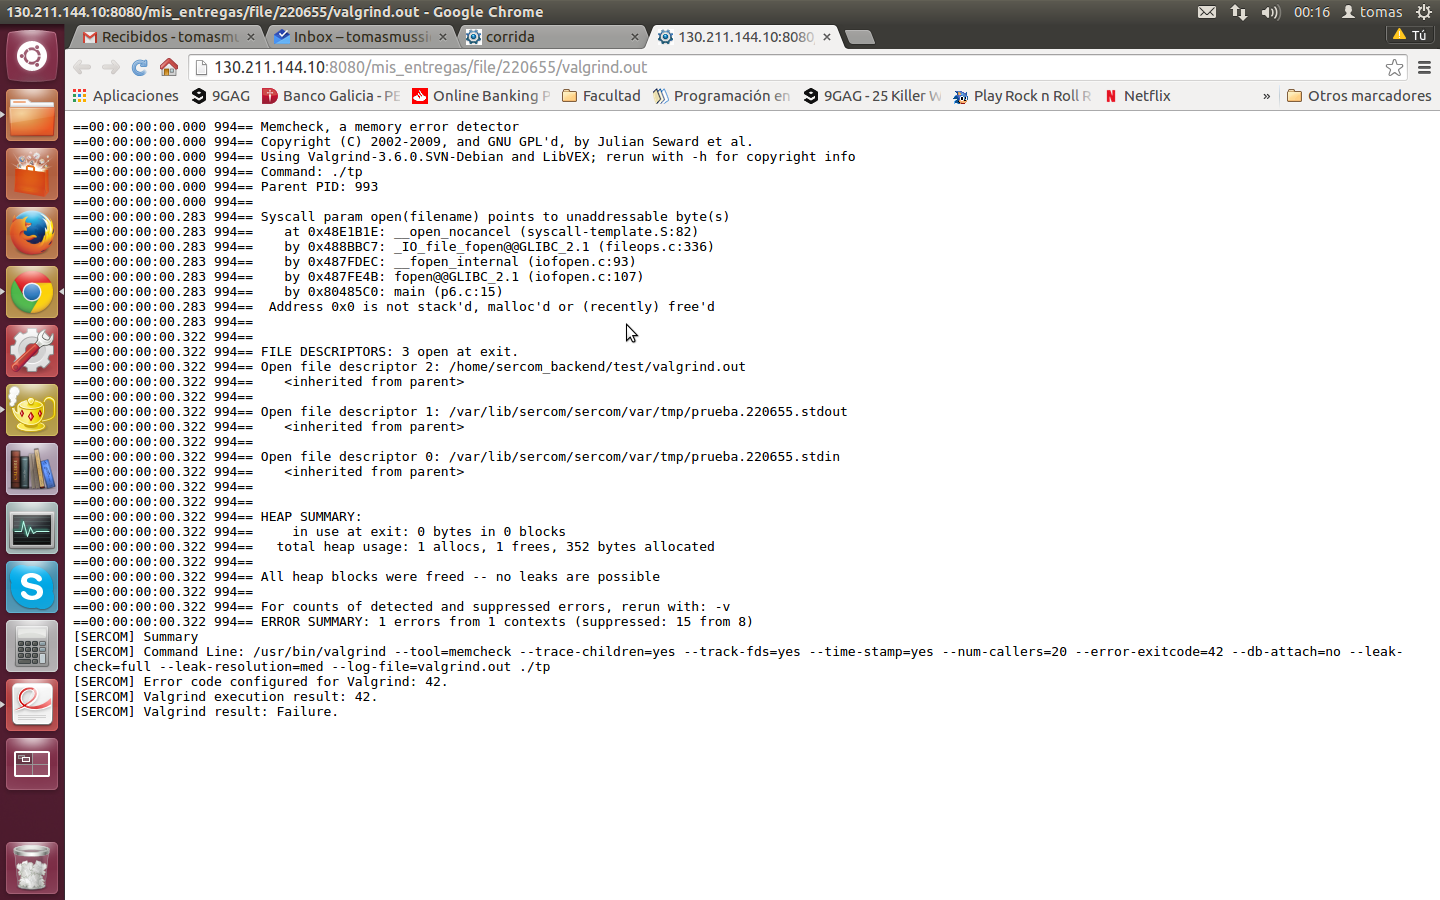 130.211.144.10:8080/mis_entregas/file/220655/valgrind.out - Google Chrome
00:16 tomas
Recibidos - tomasmu
Inbox – tomasmussi
corrida
130.211.144.10:8080
Tú
130.211.144.10:8080/mis_entregas/file/220655/valgrind.out
Aplicaciones 9GAG Banco Galicia - PE Online Banking P Facultad Programación en 9GAG - 25 Killer W Play Rock n Roll R Netflix » Otros marcadores
==00:00:00:00.000 994== Memcheck, a memory error detector
==00:00:00:00.000 994== Copyright (C) 2002-2009, and GNU GPL'd, by Julian Seward et al.
==00:00:00:00.000 994== Using Valgrind-3.6.0.SVN-Debian and LibVEX; rerun with -h for copyright info
==00:00:00:00.000 994== Command: ./tp
==00:00:00:00.000 994== Parent PID: 993
==00:00:00:00.000 994==
==00:00:00:00.283 994== Syscall param open(filename) points to unaddressable byte(s)
==00:00:00:00.283 994==    at 0x48E1B1E: __open_nocancel (syscall-template.S:82)
==00:00:00:00.283 994==    by 0x488BBC7: _IO_file_fopen@@GLIBC_2.1 (fileops.c:336)
==00:00:00:00.283 994==    by 0x487FDEC: __fopen_internal (iofopen.c:93)
==00:00:00:00.283 994==    by 0x487FE4B: fopen@@GLIBC_2.1 (iofopen.c:107)
==00:00:00:00.283 994==    by 0x80485C0: main (p6.c:15)
==00:00:00:00.283 994==  Address 0x0 is not stack'd, malloc'd or (recently) free'd
==00:00:00:00.283 994==
==00:00:00:00.322 994==
==00:00:00:00.322 994== FILE DESCRIPTORS: 3 open at exit.
==00:00:00:00.322 994== Open file descriptor 2: /home/sercom_backend/test/valgrind.out
==00:00:00:00.322 994==    <inherited from parent>
==00:00:00:00.322 994==
==00:00:00:00.322 994== Open file descriptor 1: /var/lib/sercom/sercom/var/tmp/prueba.220655.stdout
==00:00:00:00.322 994==    <inherited from parent>
==00:00:00:00.322 994==
==00:00:00:00.322 994== Open file descriptor 0: /var/lib/sercom/sercom/var/tmp/prueba.220655.stdin
==00:00:00:00.322 994==    <inherited from parent>
==00:00:00:00.322 994==
==00:00:00:00.322 994==
==00:00:00:00.322 994== HEAP SUMMARY:
==00:00:00:00.322 994==     in use at exit: 0 bytes in 0 blocks
==00:00:00:00.322 994==   total heap usage: 1 allocs, 1 frees, 352 bytes allocated
==00:00:00:00.322 994==
==00:00:00:00.322 994== All heap blocks were freed -- no leaks are possible
==00:00:00:00.322 994==
==00:00:00:00.322 994== For counts of detected and suppressed errors, rerun with: -v
==00:00:00:00.322 994== ERROR SUMMARY: 1 errors from 1 contexts (suppressed: 15 from 8)
[SERCOM] Summary
[SERCOM] Command Line: /usr/bin/valgrind --tool=memcheck --trace-children=yes --track-fds=yes --time-stamp=yes --num-callers=20 --error-exitcode=42 --db-attach=no --leak-
check=full --leak-resolution=med --log-file=valgrind.out ./tp
[SERCOM] Error code configured for Valgrind: 42.
[SERCOM] Valgrind execution result: 42.
[SERCOM] Valgrind result: Failure.